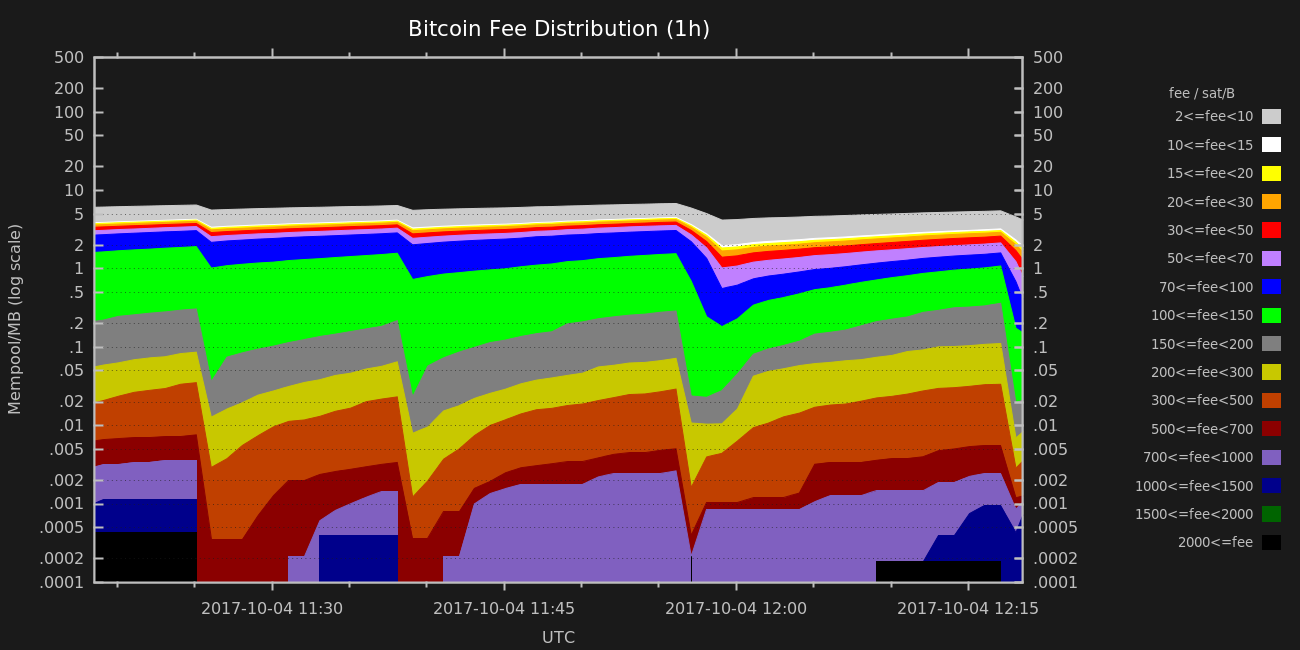 Bitcoin Fee Distribution (1h)
500
200
100
50
20
10
5
2
1
.5
.2
.1
.05
.02
.01
.005
.002
.001
.0005
.0002
.0001
Mempool/MB (log scale)
500
200
100
50
20
10
5
2
1
.5
.2
.1
.05
.02
.01
.005
.002
.001
.0005
.0002
.0001
2017-10-04 11:30
2017-10-04 11:45
2017-10-04 12:00
2017-10-04 12:15
UTC
fee / sat/B
2<=fee<10
10<=fee<15
15<=fee<20
20<=fee<30
30<=fee<50
50<=fee<70
70<=fee<100
100<=fee<150
150<=fee<200
200<=fee<300
300<=fee<500
500<=fee<700
700<=fee<1000
1000<=fee<1500
1500<=fee<2000
2000<=fee